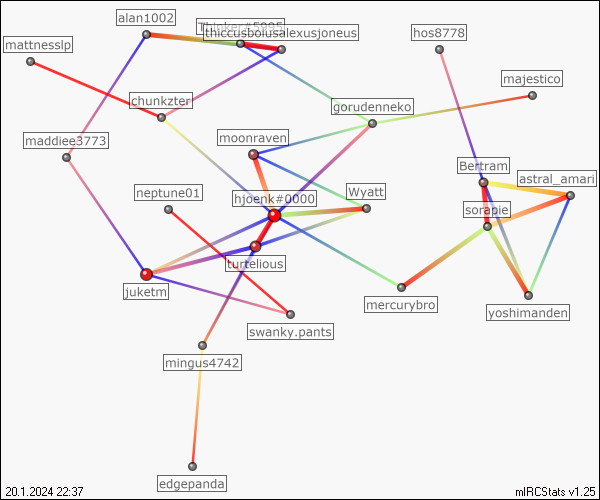 alan1002
Thinker#5995
thiccusboiusalexusjoneus
hos8778
mattnesslp
majestico
chunkzter
gorudenneko
maddiee3773
moonraven
Bertram
astral_amari
neptune01
hjoenk#0000
Wyatt
sorapie
turtelious
juketm
mercurybro
yoshimanden
swanky.pants
mingus4742
edgepanda
20.1.2024 22:37
mIRCStats v1.25